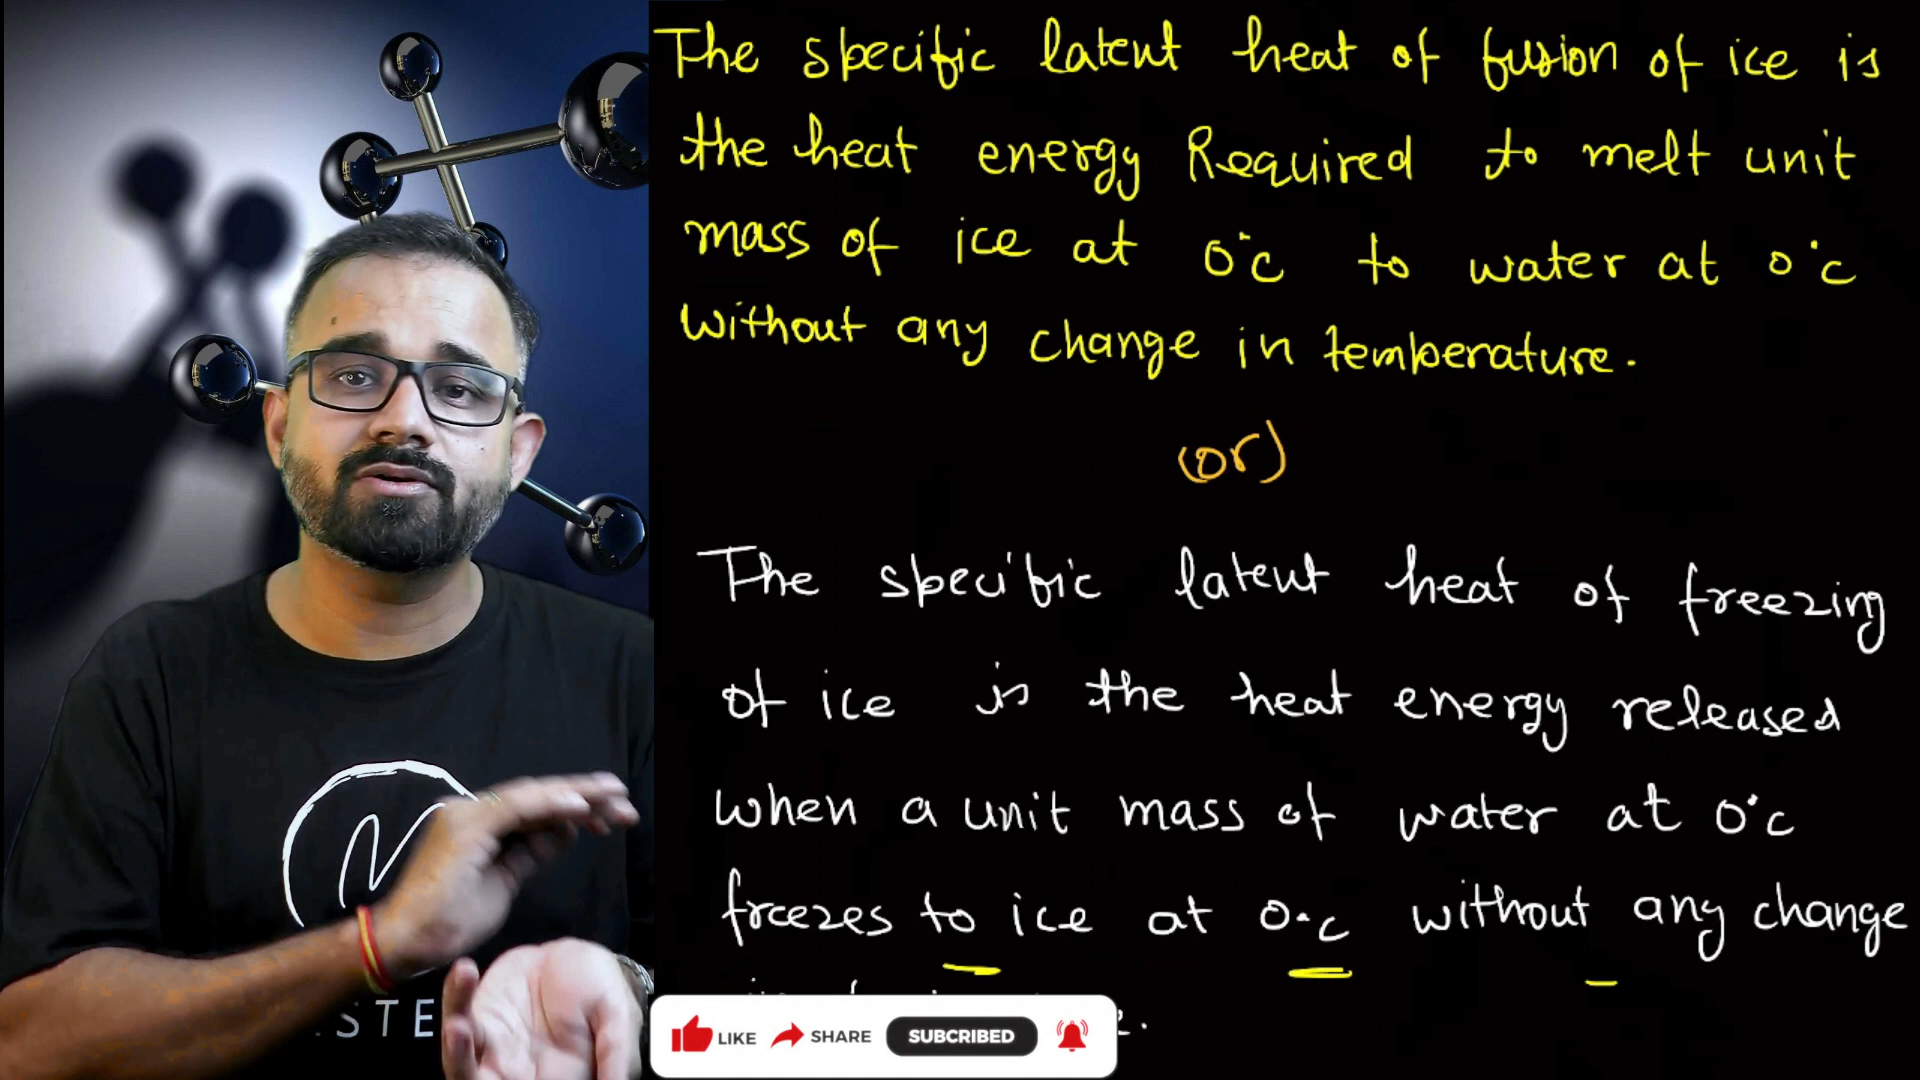 The specific latent heat of fusion of ice is
the heat energy Required to melt unit
mass of ice at 0°c to water at 0°c
without any change in temperature.
(or)
The specific latent heat of freezing
of ice is the heat energy released
when a unit mass of water at 0°c
freezes to ice at 0°c without any change
STE
LIKE SHARE SUBCRIBED